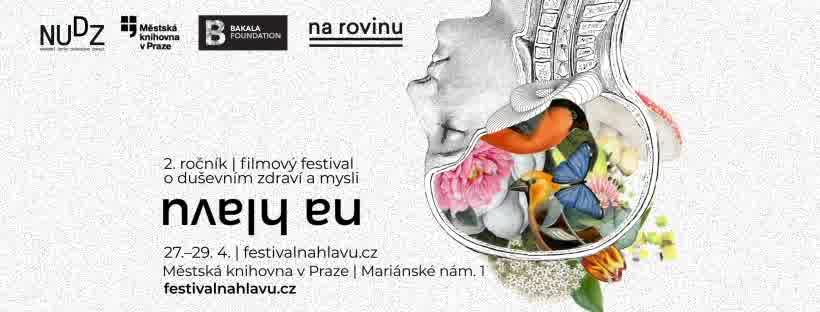 NUDZ
Městská
knihovna
v Praze
B BAKALA
FOUNDATION
na rovinu
2. ročník | filmový festival
o duševním zdraví a mysli
na hlavu
27.–29. 4. | festivalnahlavu.cz
Městská knihovna v Praze | Mariánské nám. 1
festivalnahlavu.cz